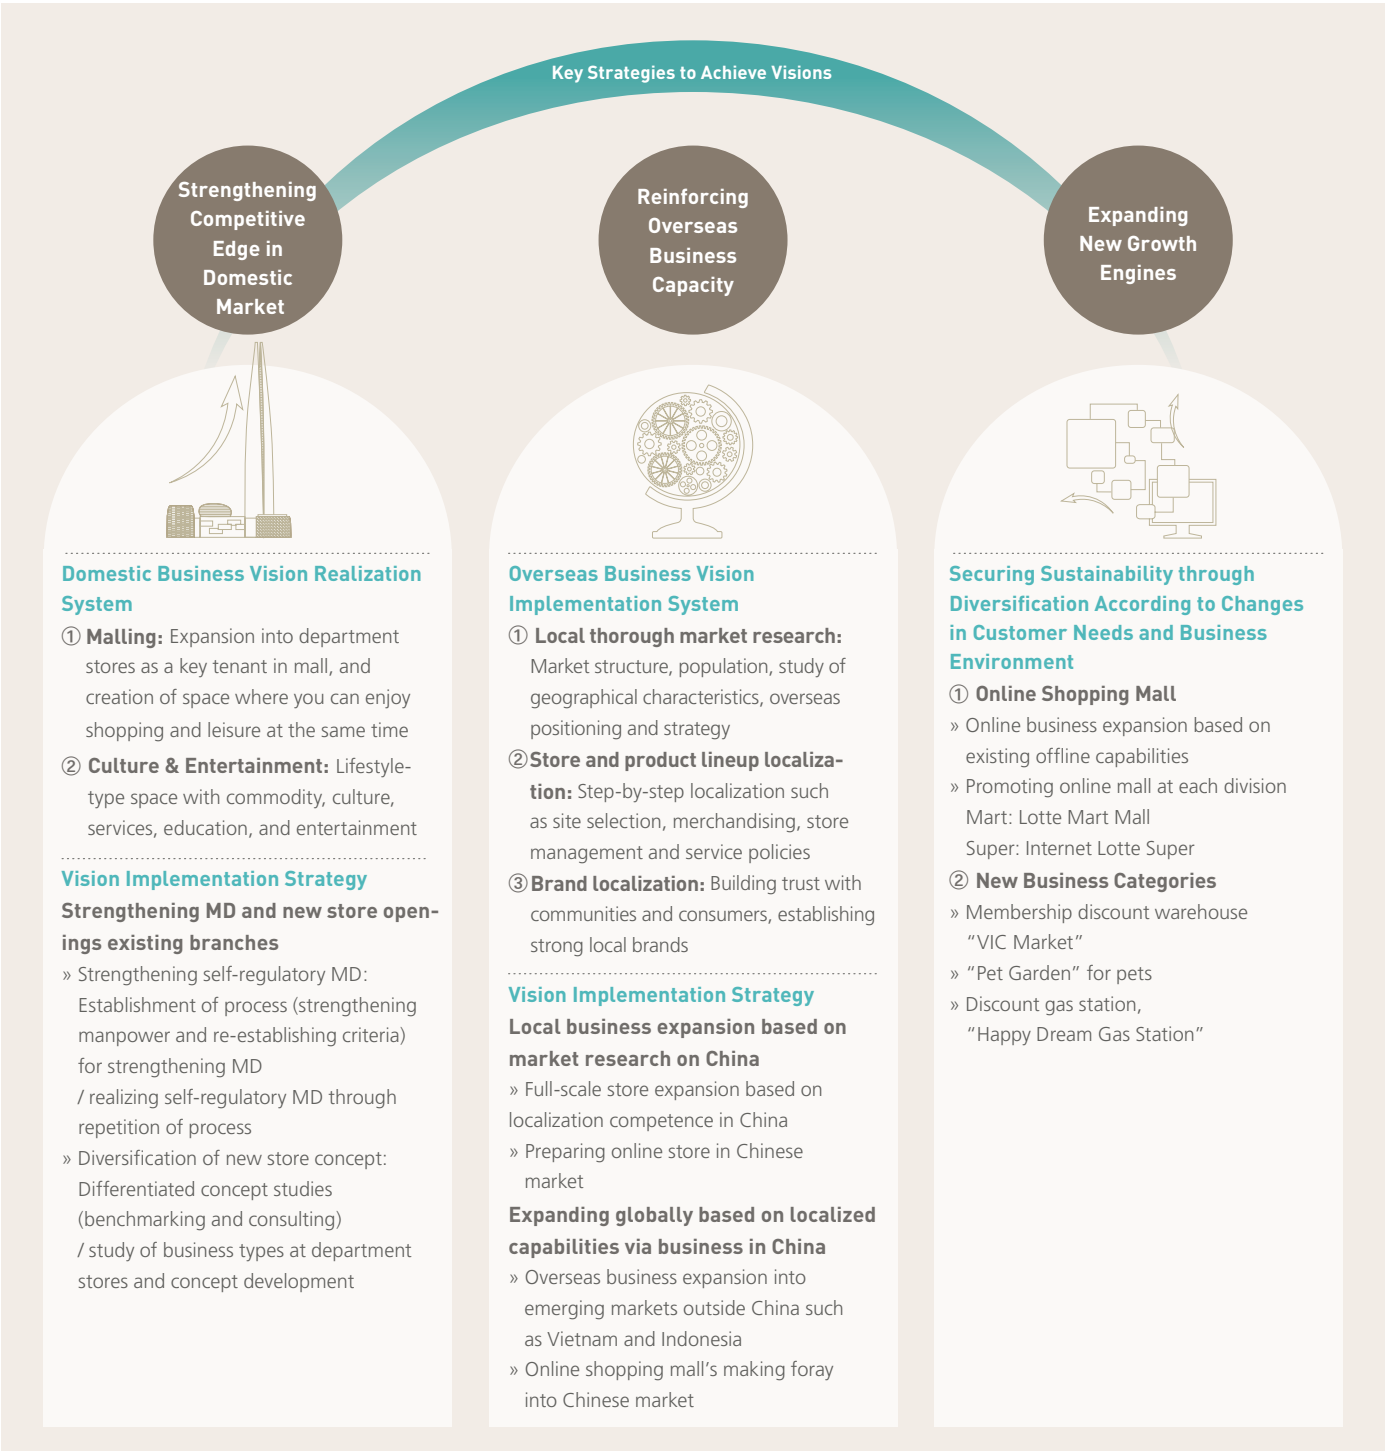 Key Strategies to Achieve Visions
Strengthening
Competitive
Edge in
Domestic
Market
Reinforcing
Overseas
Business
Capacity
Expanding
New Growth
Engines
Domestic Business Vision Realization
System
① Malling: Expansion into department
stores as a key tenant in mall, and
creation of space where you can enjoy
shopping and leisure at the same time
② Culture & Entertainment: Lifestyle-
type space with commodity, culture,
services, education, and entertainment
Vision Implementation Strategy
Strengthening MD and new store open-
ings existing branches
» Strengthening self-regulatory MD:
Establishment of process (strengthening
manpower and re-establishing criteria)
for strengthening MD
/ realizing self-regulatory MD through
repetition of process
» Diversification of new store concept:
Differentiated concept studies
(benchmarking and consulting)
/ study of business types at department
stores and concept development
Overseas Business Vision
Implementation System
① Local thorough market research:
Market structure, population, study of
geographical characteristics, overseas
positioning and strategy
②Store and product lineup localiza-
tion: Step-by-step localization such
as site selection, merchandising, store
management and service policies
③Brand localization: Building trust with
communities and consumers, establishing
strong local brands
Vision Implementation Strategy
Local business expansion based on
market research on China
» Full-scale store expansion based on
localization competence in China
» Preparing online store in Chinese
market
Expanding globally based on localized
capabilities via business in China
» Overseas business expansion into
emerging markets outside China such
as Vietnam and Indonesia
» Online shopping mall's making foray
into Chinese market
Securing Sustainability through
Diversification According to Changes
in Customer Needs and Business
Environment
① Online Shopping Mall
» Online business expansion based on
existing offline capabilities
» Promoting online mall at each division
Mart: Lotte Mart Mall
Super: Internet Lotte Super
② New Business Categories
» Membership discount warehouse
“VIC Market”
» “Pet Garden” for pets
» Discount gas station,
“Happy Dream Gas Station”